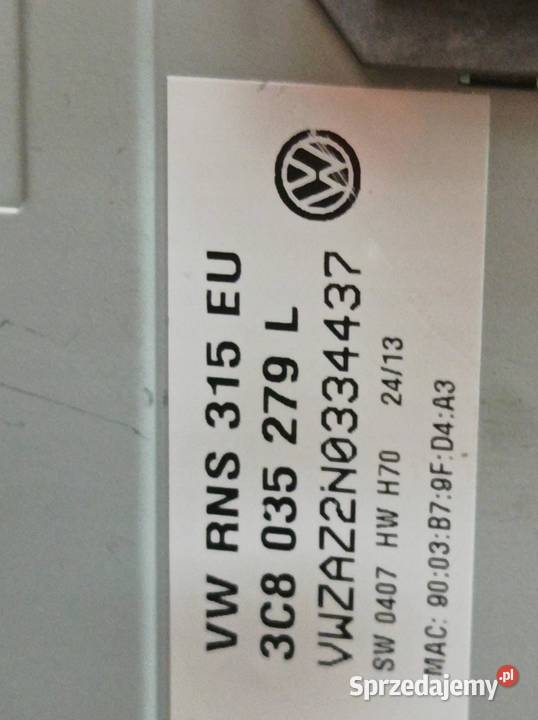 VW RNS 315 EU
3C8 035 279 L
VWZAZ2N0334437
SW 0407 HW H70 24/13
MAC: 90:03:B7:9F:D4:A3
VW
Sprzedajemy.pl